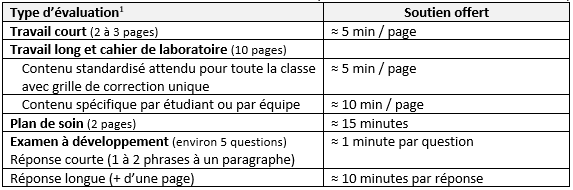 Type d'évaluation¹ Soutien offert
Travail court (2 à 3 pages) ≈ 5 min / page
Travail long et cahier de laboratoire (10 pages)
Contenu standardisé attendu pour toute la classe ≈ 5 min / page
avec grille de correction unique
Contenu spécifique par étudiant ou par équipe ≈ 10 min / page
Plan de soin (2 pages) ≈ 15 minutes
Examen à développement (environ 5 questions) ≈ 1 minute par question
Réponse courte (1 à 2 phrases à un paragraphe)
Réponse longue (+ d'une page) ≈ 10 minutes par réponse